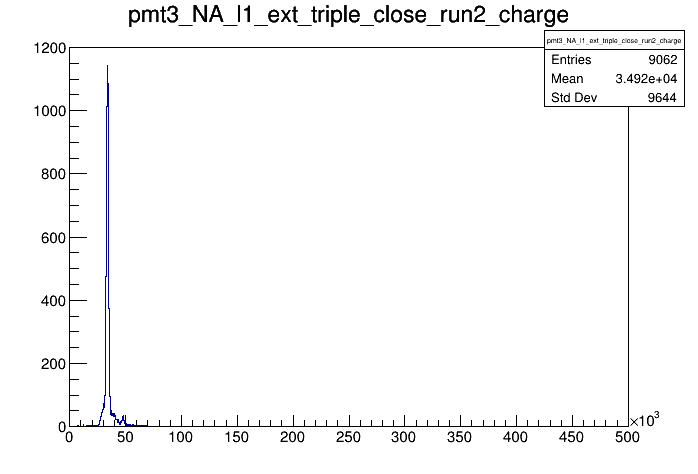 pmt3_NA_l1_ext_triple_close_run2_charge
pmt3_NA_l1_ext_triple_close_run2_charge
Entries 9062
Mean 3.492e+04
Std Dev 9644
1200
1000
800
600
400
200
0
0 50 100 150 200 250 300 350 400 450 500
×10³